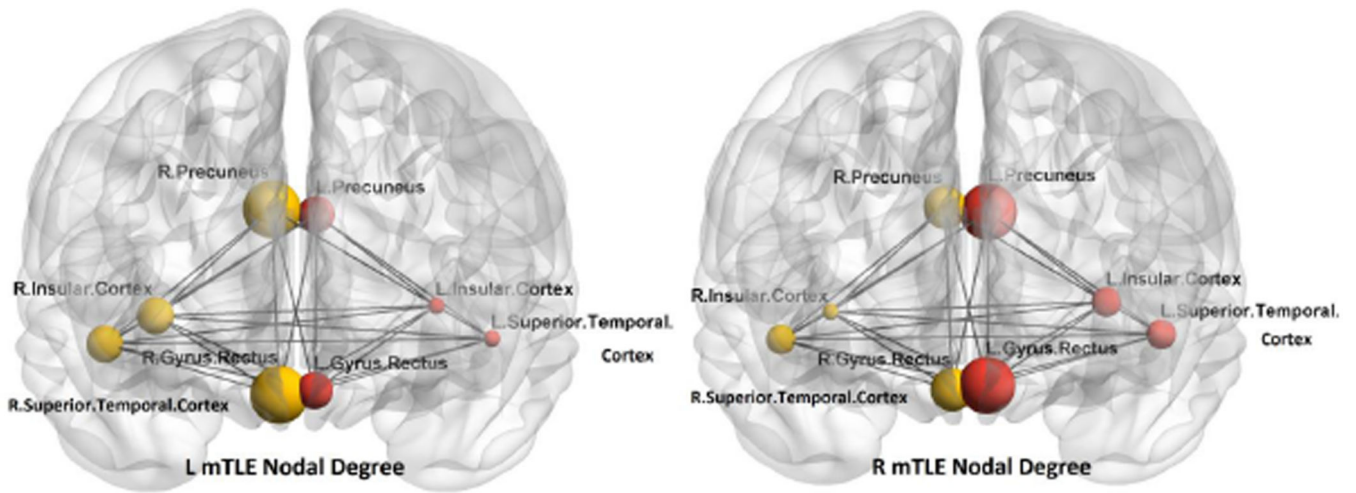 R.Precuneus
L.Precuneus
R.Insular.Cortex
L.Insular.Cortex
L.Superior.Temporal.
Cortex
R.Gyrus.Rectus
L.Gyrus.Rectus
R.Superior.Temporal.Cortex
L mTLE Nodal Degree
R.Precuneus
L.Precuneus
R.Insular.Cortex
L.Insular.Cortex
L.Superior.Temporal.
Cortex
R.Gyrus.Rectus
L.Gyrus.Rectus
R.Superior.Temporal.Cortex
R mTLE Nodal Degree